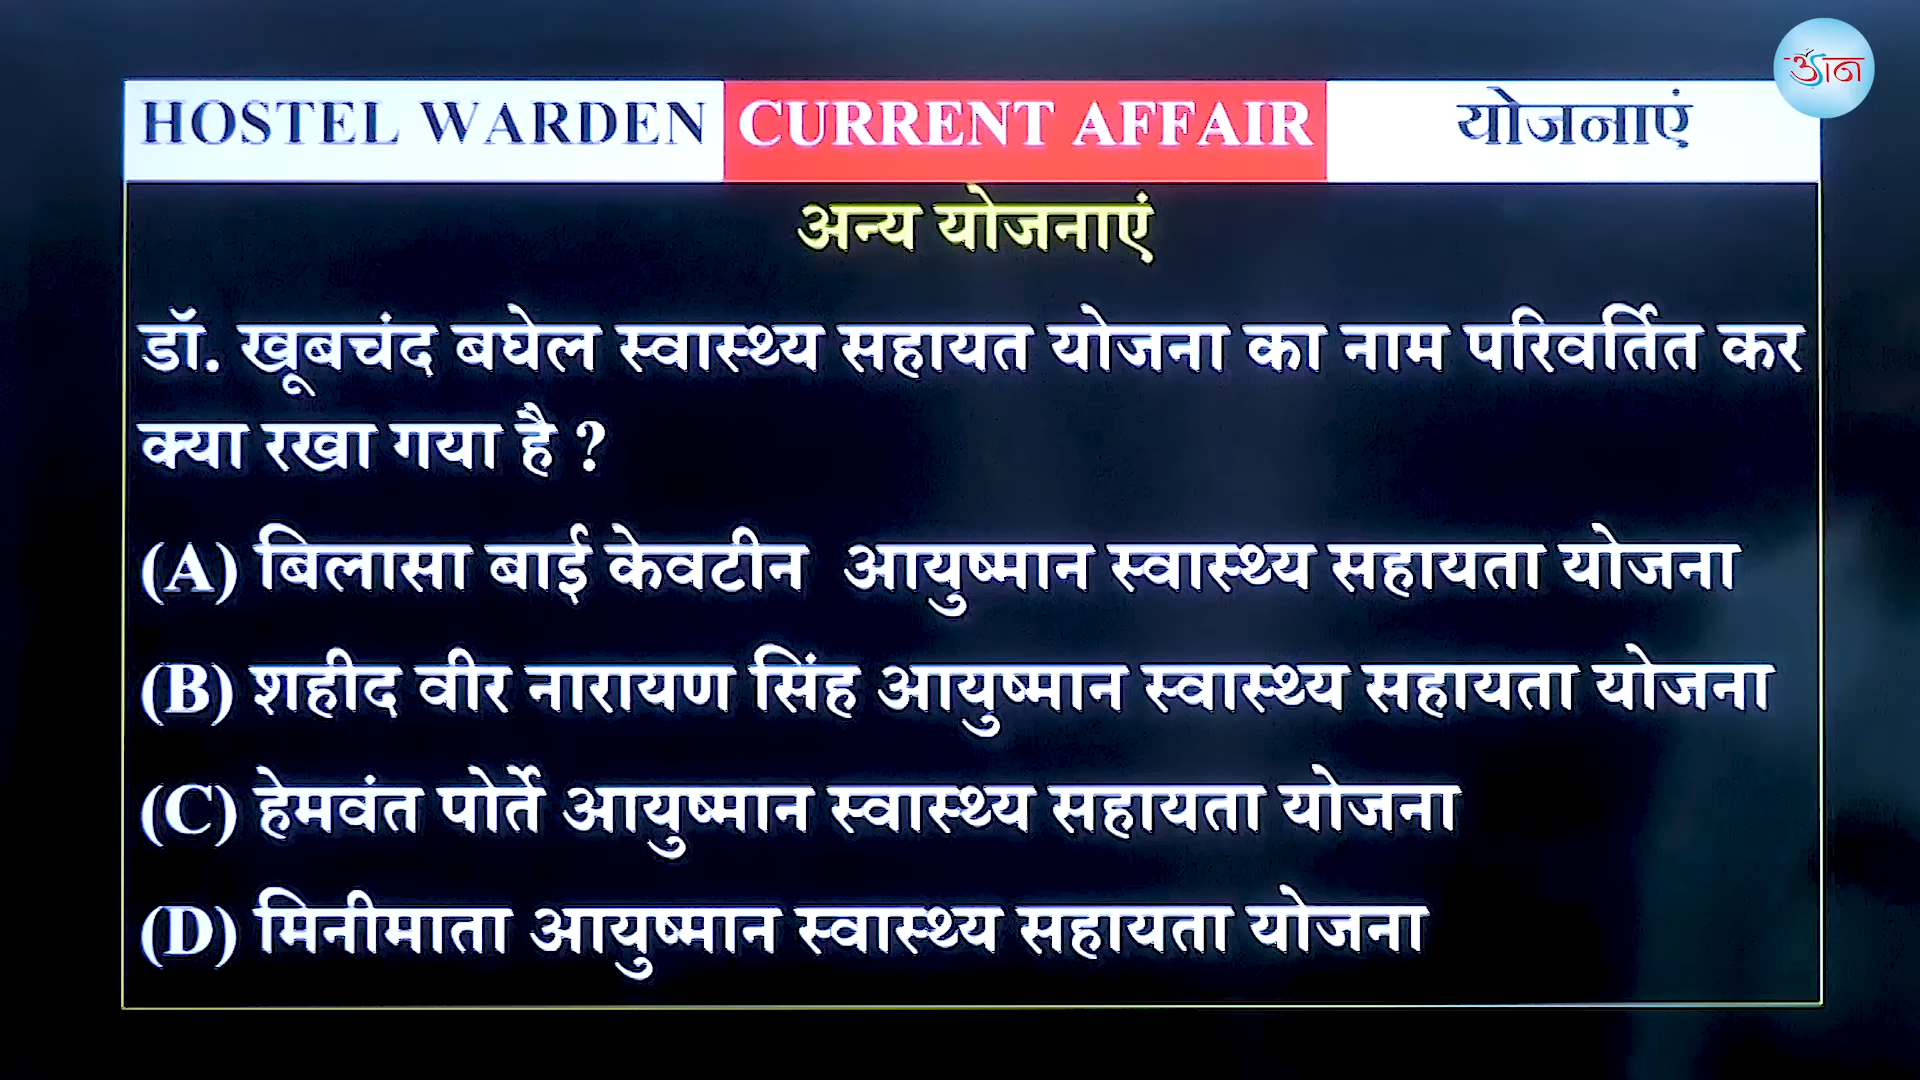 HOSTEL WARDEN CURRENT AFFAIR योजनाएं
अन्य योजनाएं
डॉ. खूबचंद बघेल स्वास्थ्य सहायत योजना का नाम परिवर्तित कर
क्या रखा गया है ?
(A) बिलासा बाई केवटीन आयुष्मान स्वास्थ्य सहायता योजना
(B) शहीद वीर नारायण सिंह आयुष्मान स्वास्थ्य सहायता योजना
(C) हेमवंत पोर्ते आयुष्मान स्वास्थ्य सहायता योजना
(D) मिनीमाता आयुष्मान स्वास्थ्य सहायता योजना